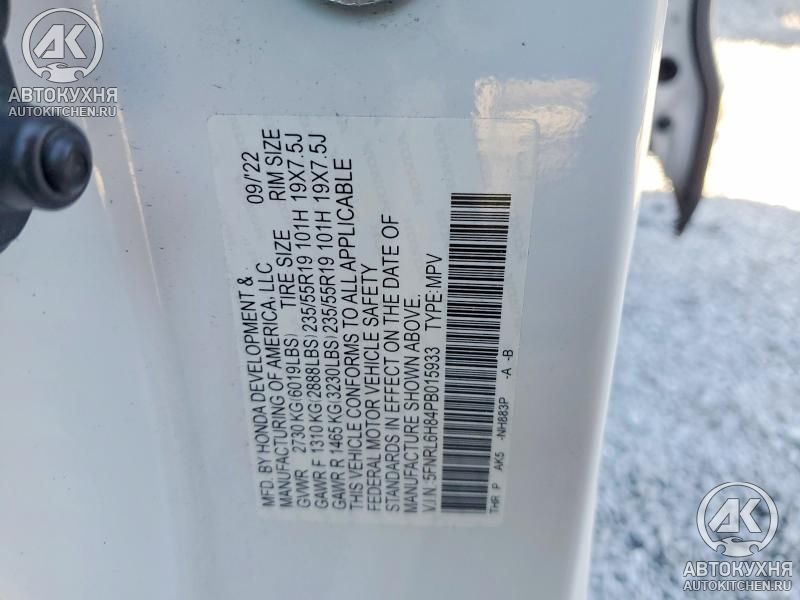 AK
АВТОКУХНЯ
AUTOKITCHEN.RU
MFD. BY HONDA DEVELOPMENT & 09/'22
MANUFACTURING OF AMERICA, LLC
TIRE SIZE RIM SIZE
GVWR 2730 KG(6019LBS)
GAWR F 1310 KG(2888LBS)235/55R19 101H 19X7.5J
GAWR R 1465 KG(3230LBS)235/55R19 101H 19X7.5J
THIS VEHICLE CONFORMS TO ALL APPLICABLE
FEDERAL MOTOR VEHICLE SAFETY
STANDARDS IN EFFECT ON THE DATE OF
MANUFACTURE SHOWN ABOVE.
V.I.N: 5FNRL6H84PB015933 TYPE:MPV
THR P AK5 -NH883P -A -B
AK
АВТОКУХНЯ
AUTOKITCHEN.RU